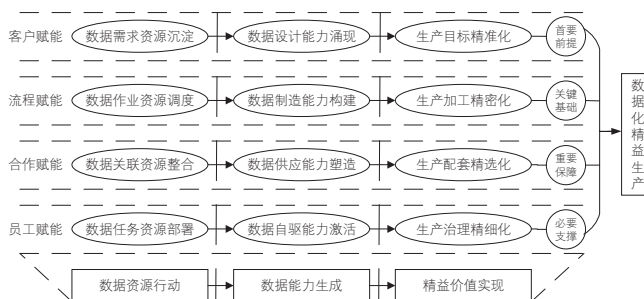 客户赋能 数据需求资源沉淀 数据设计能力涌现 生产目标精准化 首要前提
流程赋能 数据作业资源调度 数据制造能力构建 生产加工精密化 关键基础
合作赋能 数据关联资源整合 数据供应能力塑造 生产配套精选化 重要保障
员工赋能 数据任务资源部署 数据自驱能力激活 生产治理精细化 必要支撑
数据化精益生产
数据资源行动 数据能力生成 精益价值实现